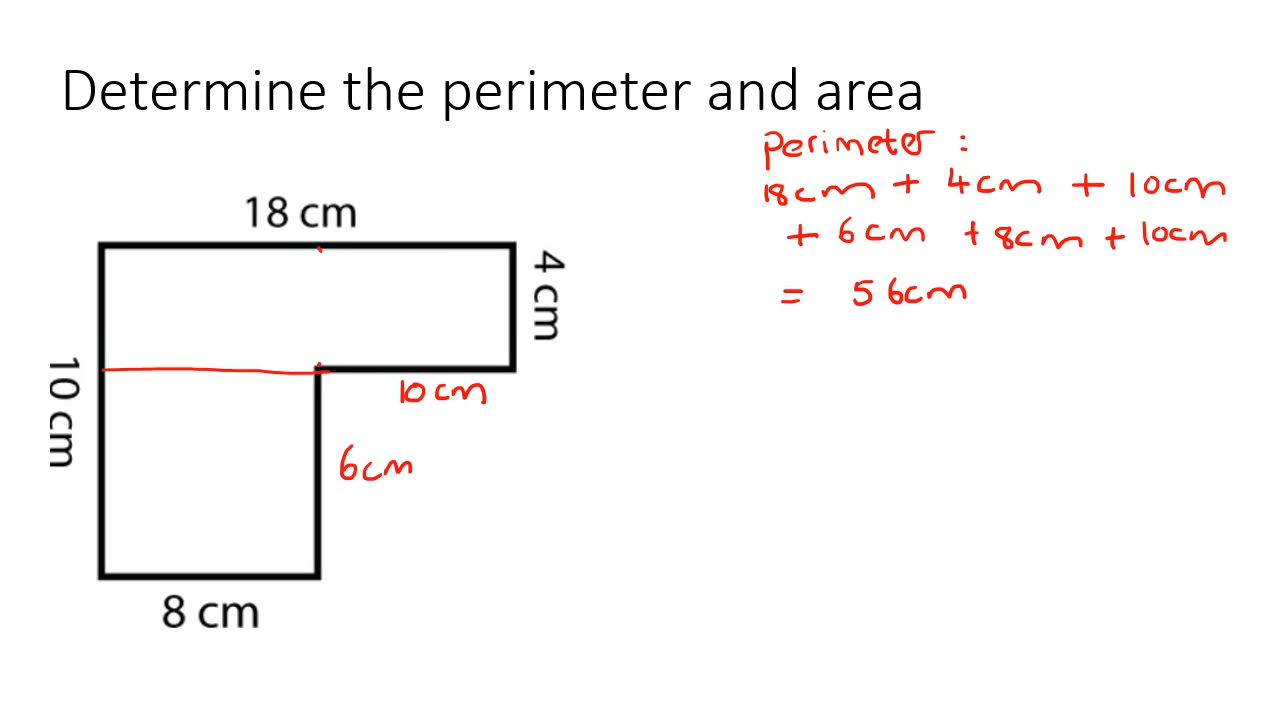 Determine the perimeter and area
Perimeter :
18cm + 4cm + 10cm
+ 6cm + 8cm + 10cm
= 56cm
18 cm
4 cm
10 cm
10cm
6cm
8 cm